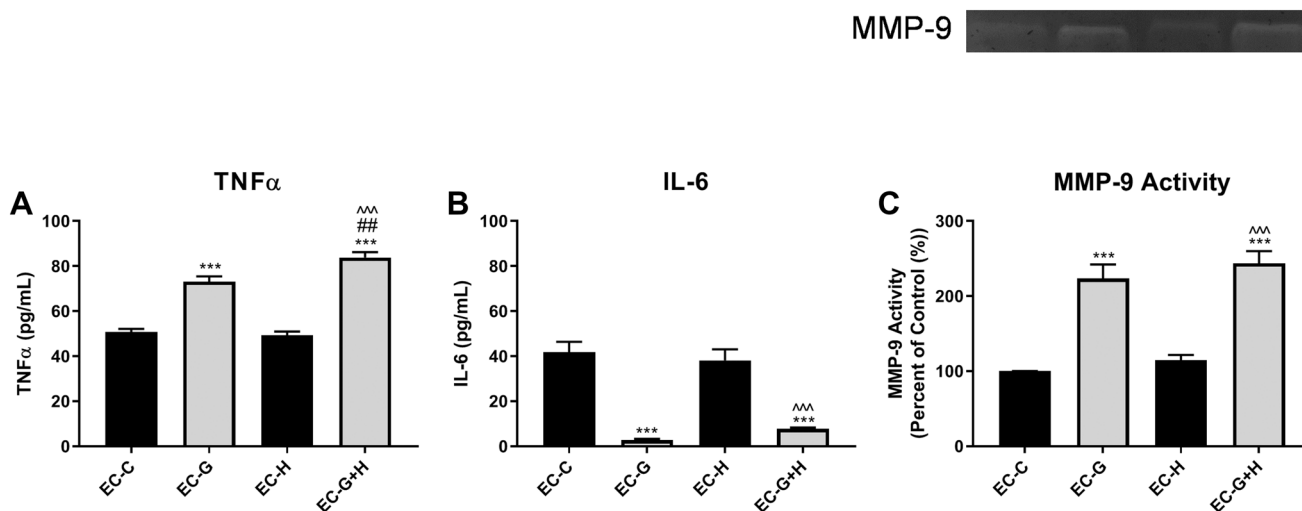 MMP-9
A
TNFα
TNFα (pg/mL)
100
80
60
40
20
0
***
^^^
##
***
EC-C
EC-G
EC-H
EC-G+H
B
IL-6
IL-6 (pg/mL)
100
80
60
40
20
0
***
^^^
***
EC-C
EC-G
EC-H
EC-G+H
C
MMP-9 Activity
MMP-9 Activity
(Percent of Control (%))
300
200
100
0
***
^^^
***
EC-C
EC-G
EC-H
EC-G+H